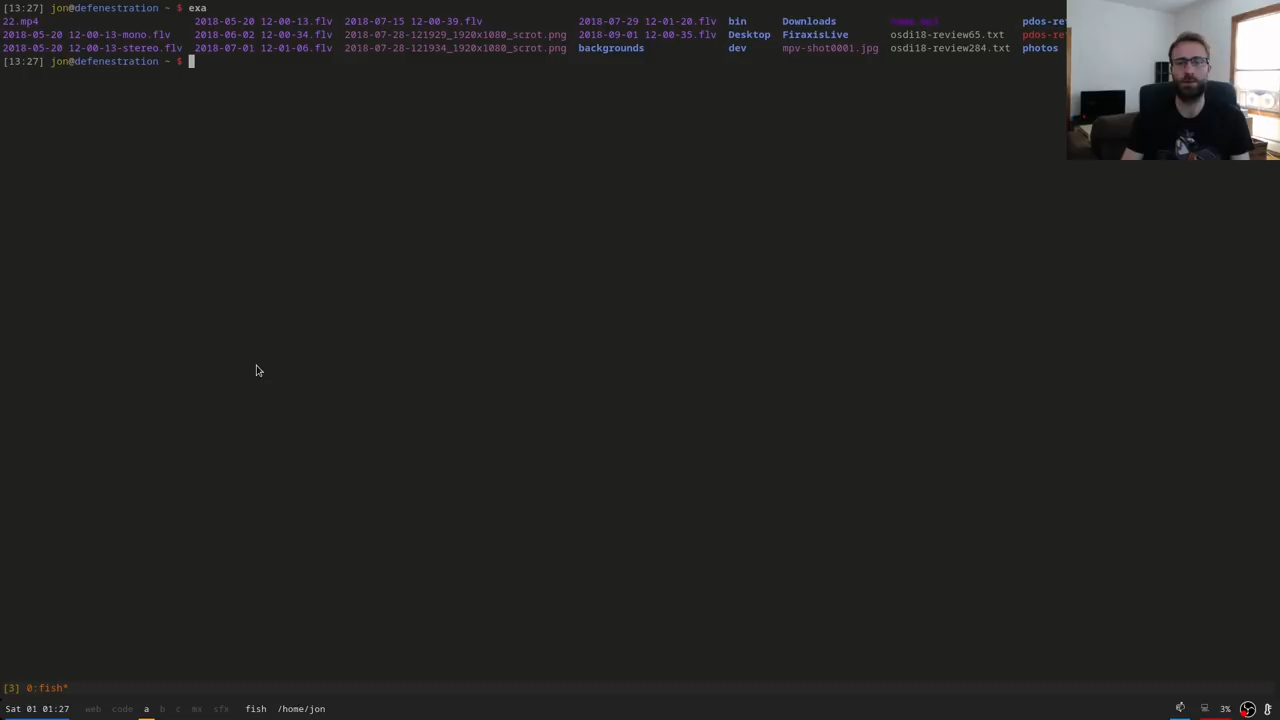 [13:27] jon@defenestration ~ $ exa
22.mp4 2018-05-20 12-00-13.flv 2018-07-15 12-00-39.flv 2018-07-29 12-01-20.flv bin Downloads
2018-05-20 12-00-13-mono.flv 2018-06-02 12-00-34.flv 2018-07-28-121929_1920x1080_scrot.png 2018-09-01 12-00-35.flv Desktop FiraxisLive osdi18-review65.txt
2018-05-20 12-00-13-stereo.flv 2018-07-01 12-01-06.flv 2018-07-28-121934_1920x1080_scrot.png backgrounds dev mpv-shot0001.jpg osdi18-review284.txt photos
[13:27] jon@defenestration ~ $
[3] 0:fish*
Sat 01 01:27 web code a b c mx sfx fish /home/jon 3%